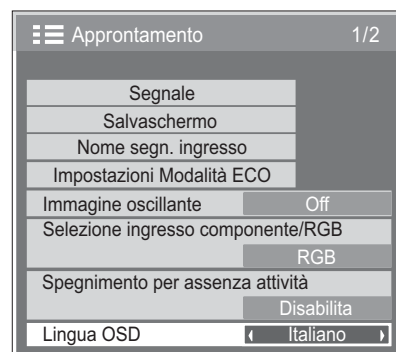 Approntamento 1/2
Segnale
Salvaschermo
Nome segn. ingresso
Impostazioni Modalità ECO
Immagine oscillante Off
Selezione ingresso componente/RGB
RGB
Spegnimento per assenza attività
Disabilita
Lingua OSD Italiano